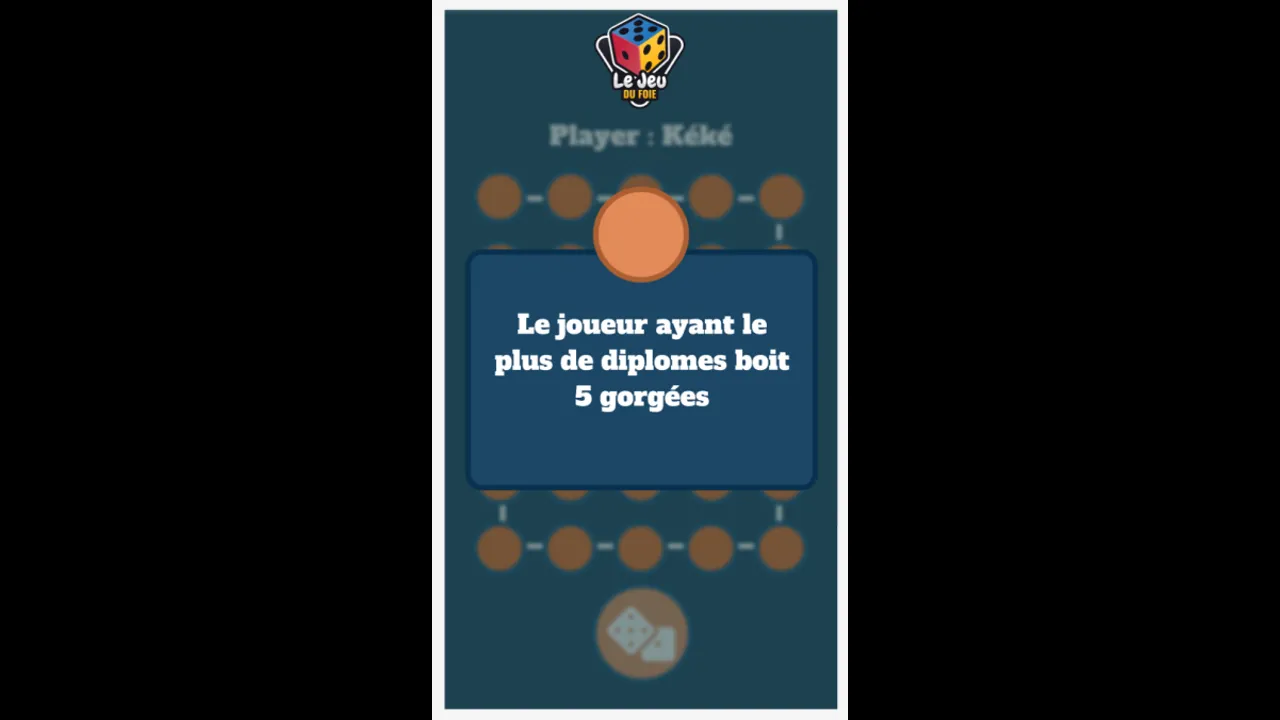 Le Jeu
DU FOIE
Player : Kéké
Le joueur ayant le
plus de diplomes boit
5 gorgées